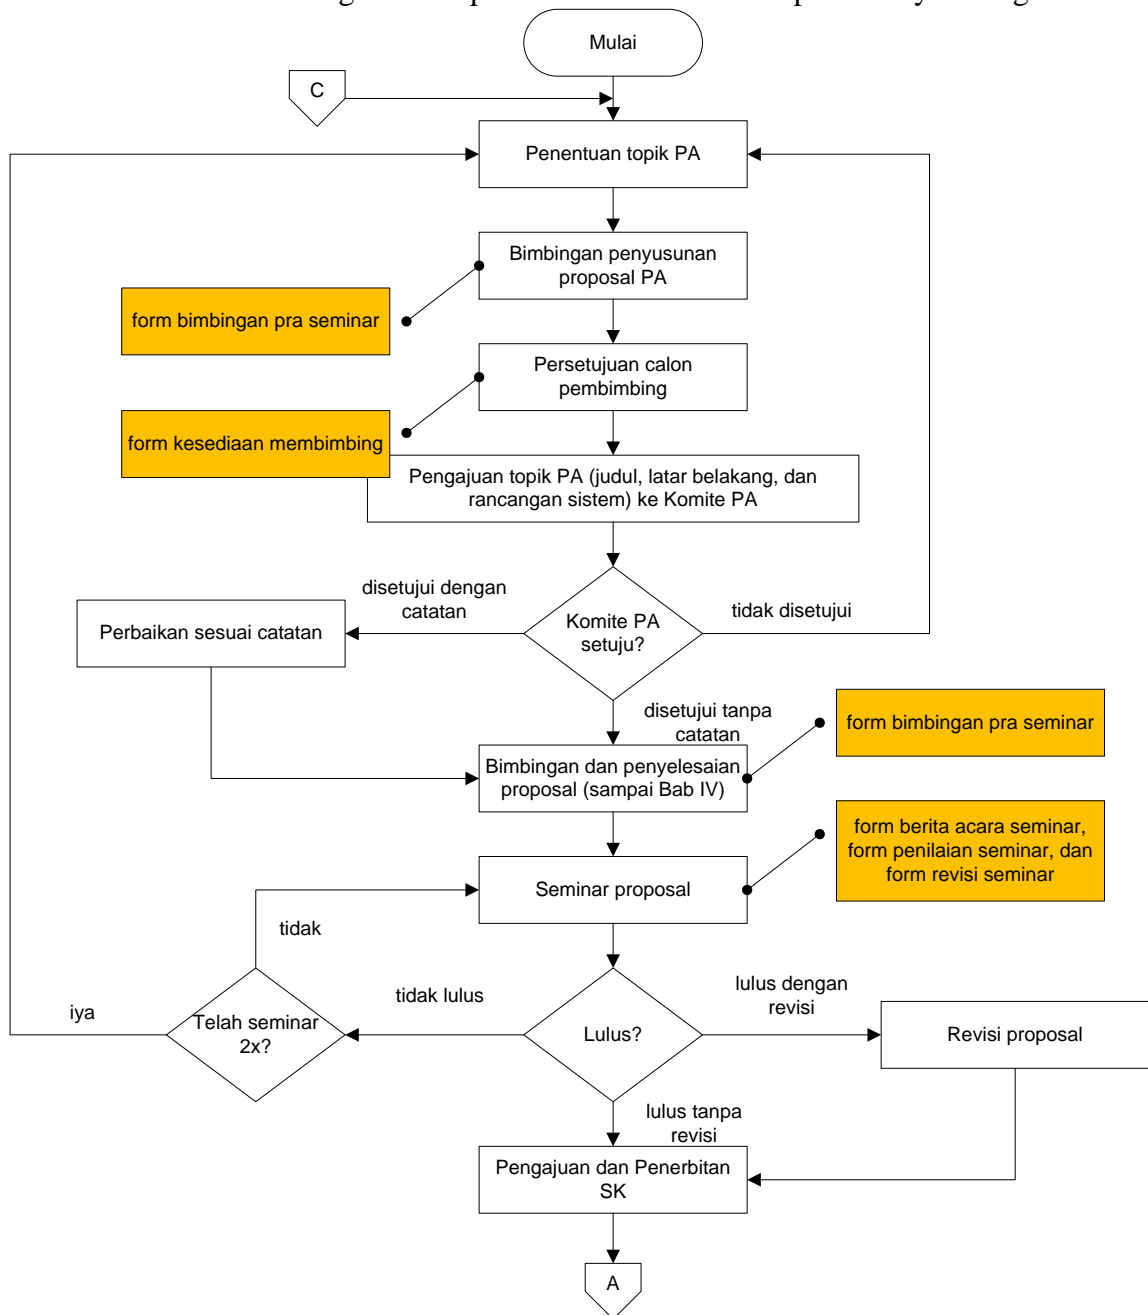 Mulai
C
Penentuan topik PA
Bimbingan penyusunan
proposal PA
form bimbingan pra seminar
Persetujuan calon
pembimbing
form kesediaan membimbing
Pengajuan topik PA (judul, latar belakang, dan
rancangan sistem) ke Komite PA
disetujui dengan
catatan
Komite PA
setuju?
tidak disetujui
Perbaikan sesuai catatan
disetujui tanpa
catatan
form bimbingan pra seminar
Bimbingan dan penyelesaian
proposal (sampai Bab IV)
form berita acara seminar,
form penilaian seminar, dan
form revisi seminar
Seminar proposal
tidak
iya
Telah seminar
2x?
tidak lulus
Lulus?
lulus dengan
revisi
Revisi proposal
lulus tanpa
revisi
Pengajuan dan Penerbitan
SK
A